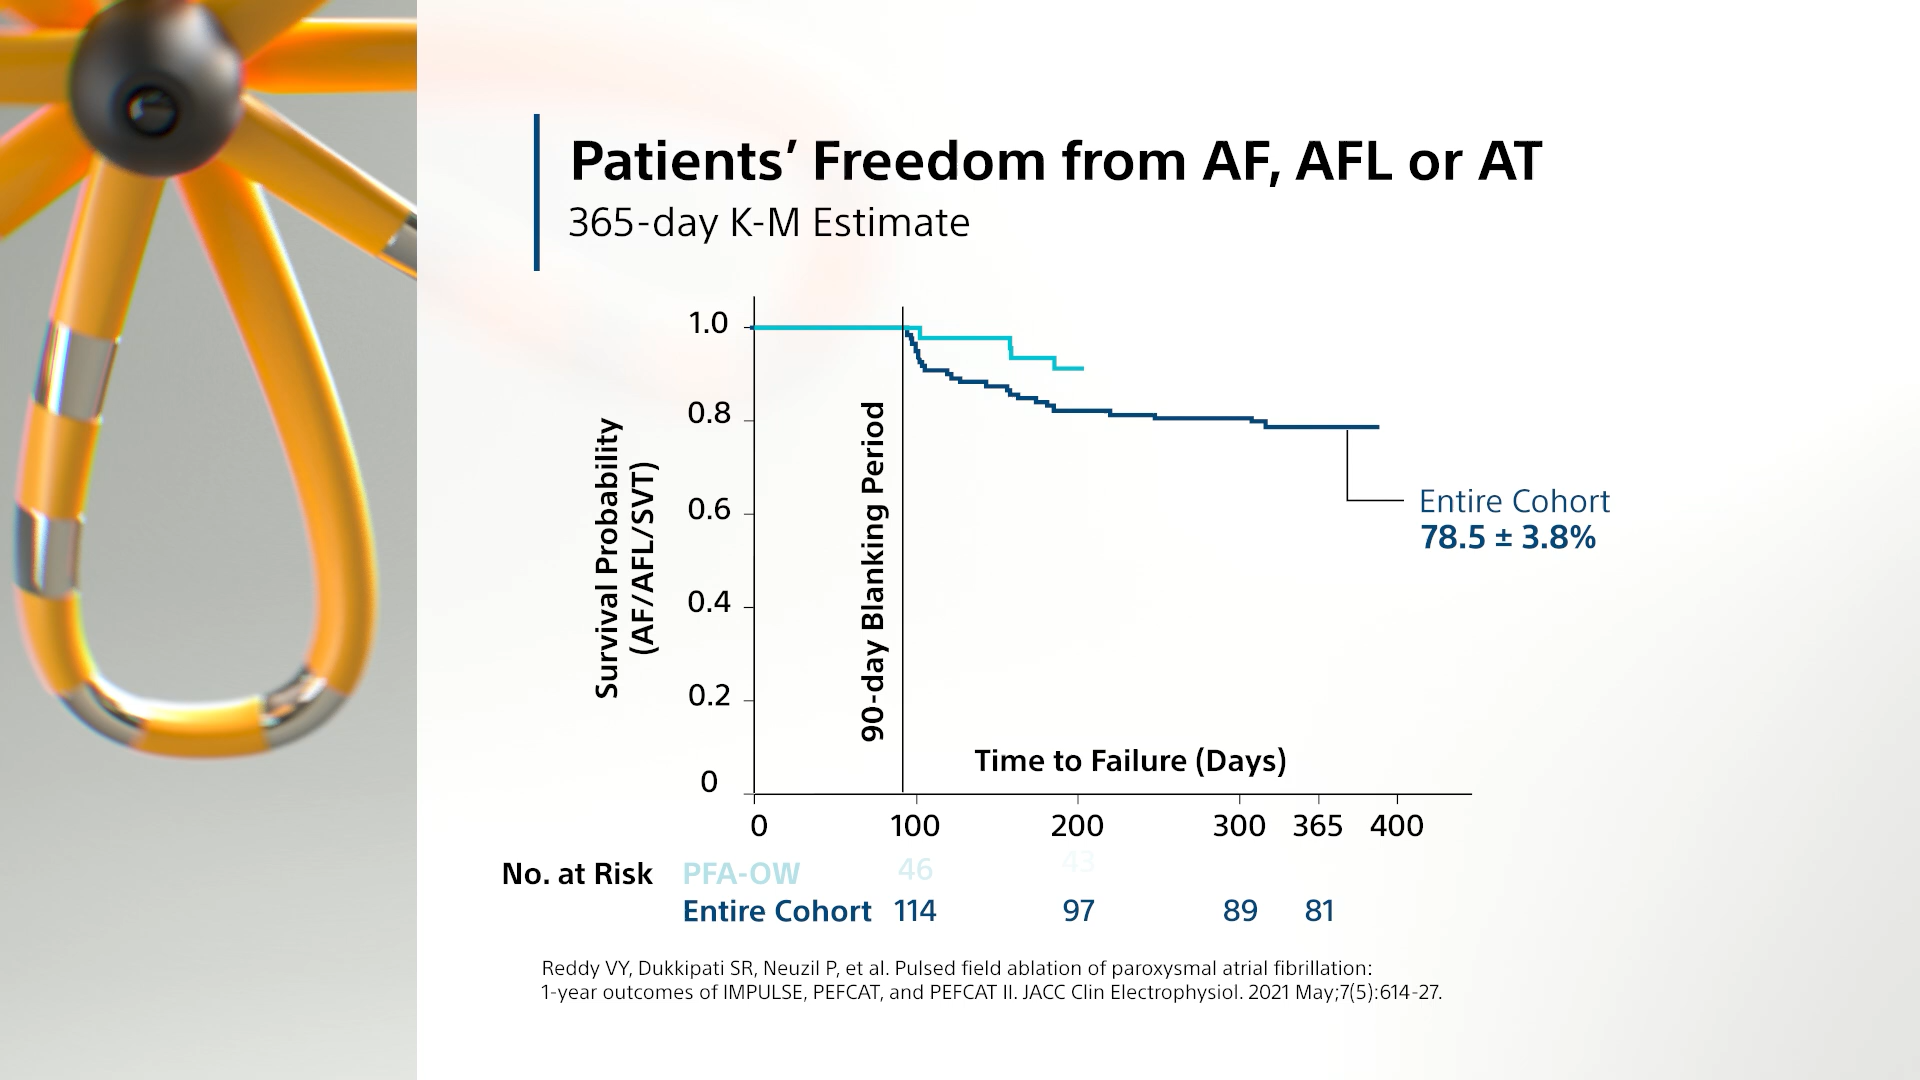 Patients’ Freedom from AF, AFL or AT
365-day K-M Estimate
Survival Probability
(AF/AFL/SVT)
1.0
0.8
0.6
0.4
0.2
0
90-day Blanking Period
Entire Cohort
78.5 ± 3.8%
Time to Failure (Days)
0 100 200 300 365 400
No. at Risk PFA-OW 46 43
Entire Cohort 114 97 89 81
Reddy VY, Dukkipati SR, Neuzil P, et al. Pulsed field ablation of paroxysmal atrial fibrillation:
1-year outcomes of IMPULSE, PEFCAT, and PEFCAT II. JACC Clin Electrophysiol. 2021 May;7(5):614-27.